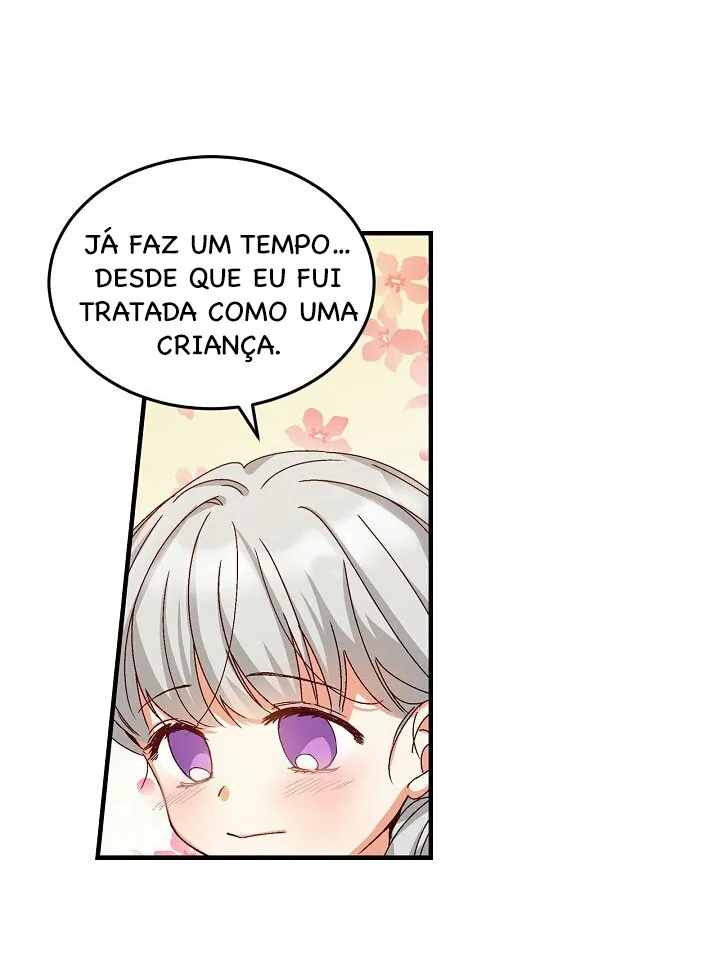 JÁ FAZ UM TEMPO...
DESDE QUE EU FUI
TRATADA COMO UMA
CRIANÇA.